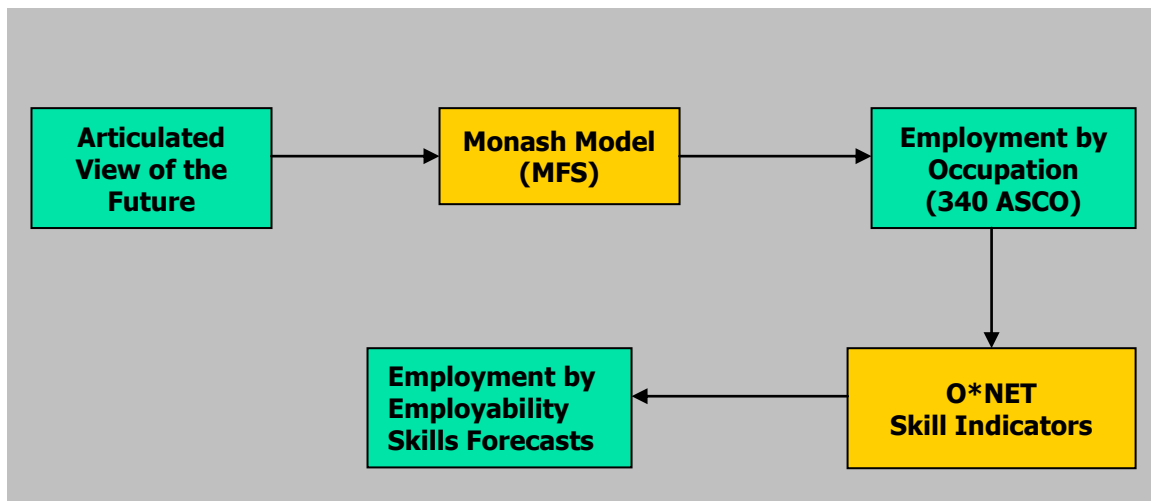 Articulated
View of the
Future
Monash Model
(MFS)
Employment by
Occupation
(340 ASCO)
Employment by
Employability
Skills Forecasts
O*NET
Skill Indicators